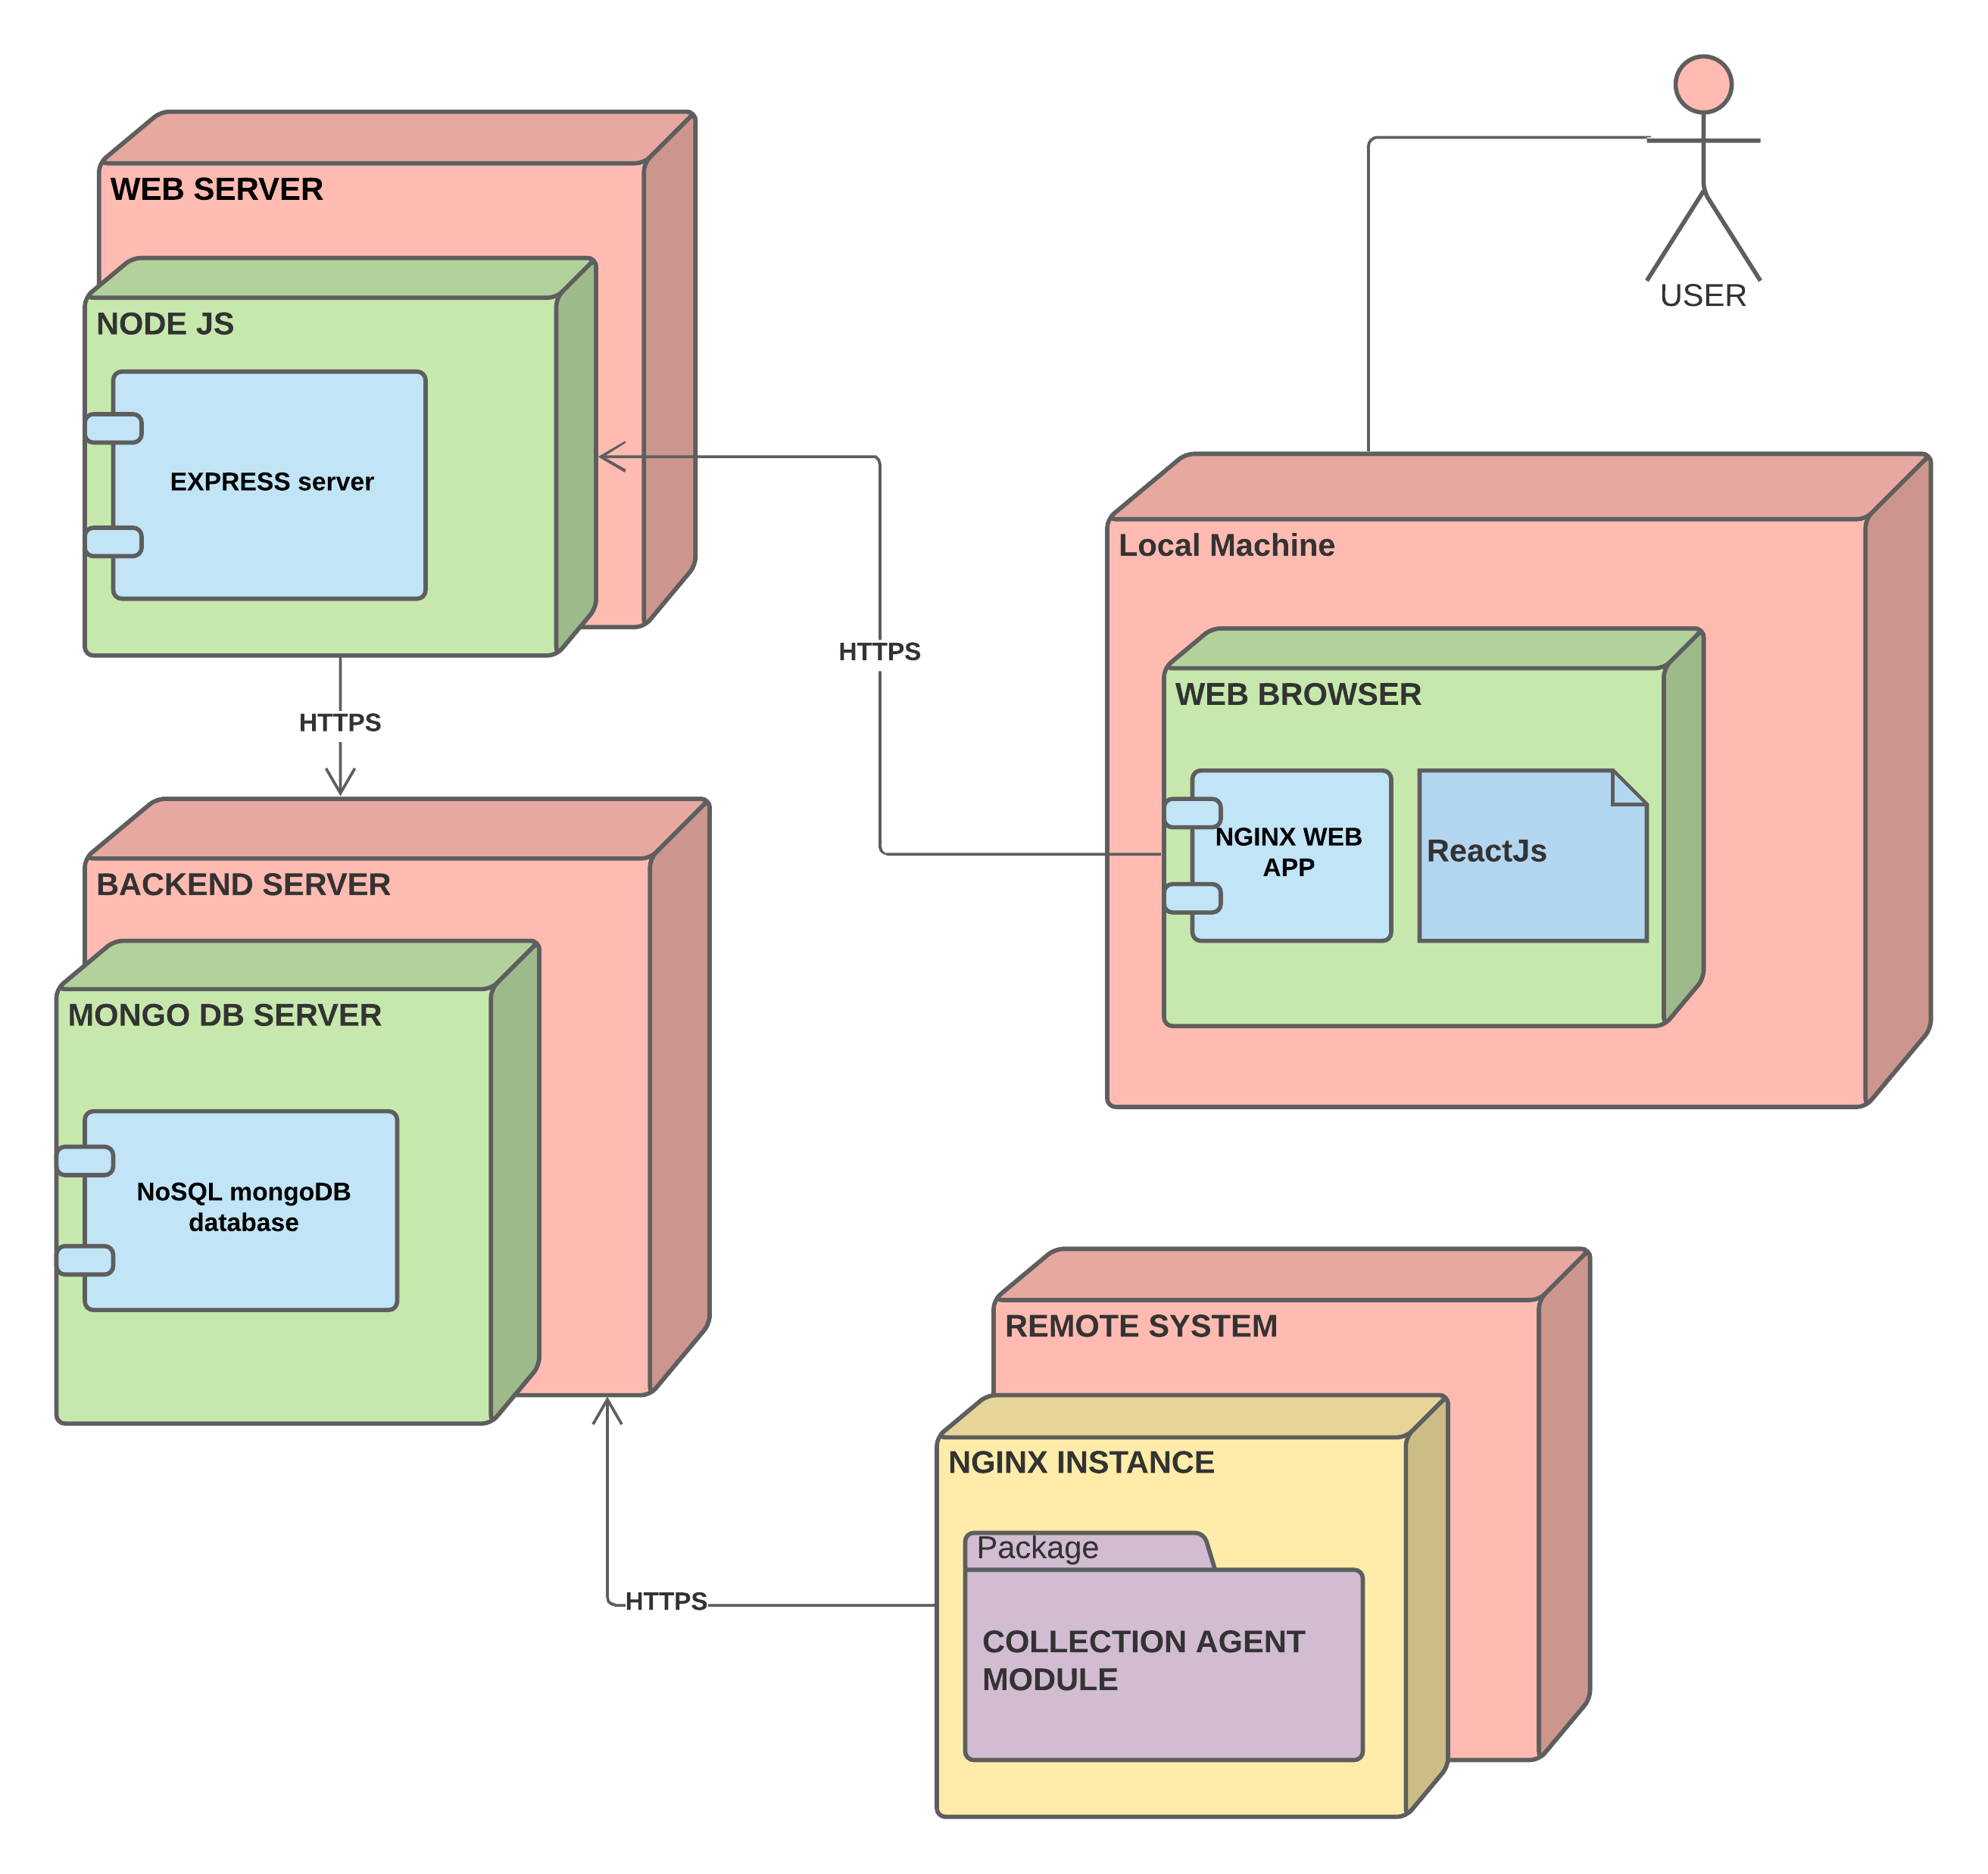 USER
WEB SERVER
NODE JS
EXPRESS server
HTTPS
HTTPS
Local Machine
WEB BROWSER
NGINX WEB
APP
ReactJs
BACKEND SERVER
MONGO DB SERVER
NoSQL mongoDB
database
REMOTE SYSTEM
NGINX INSTANCE
Package
COLLECTION AGENT
MODULE
HTTPS